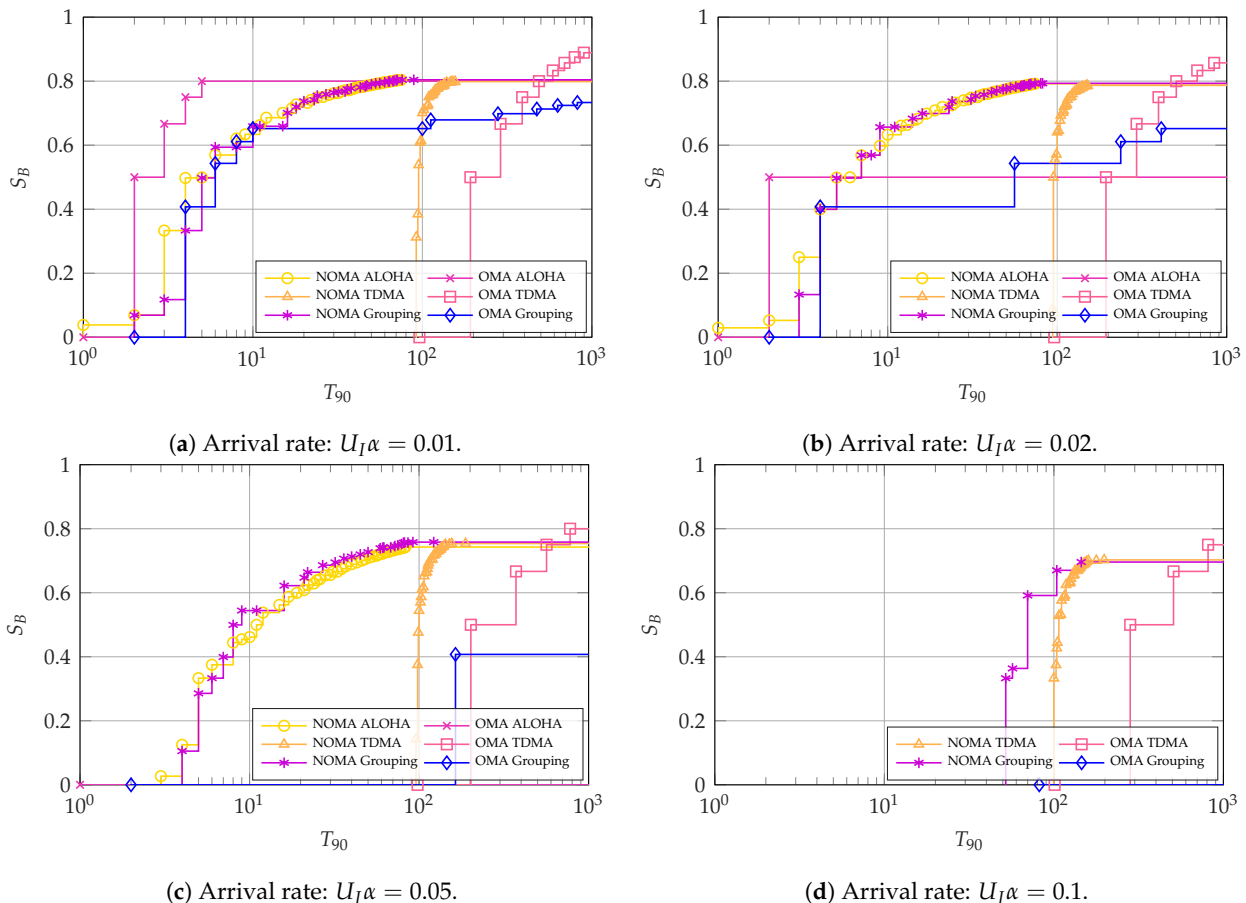 1
0.8
0.6
0.4
0.2
0
S_B
10^0
10^1
10^2
10^3
T_90
NOMA ALOHA
OMA ALOHA
NOMA TDMA
OMA TDMA
NOMA Grouping
OMA Grouping
(a) Arrival rate: U_Iα = 0.01.
1
0.8
0.6
0.4
0.2
0
S_B
10^0
10^1
10^2
10^3
T_90
NOMA ALOHA
OMA ALOHA
NOMA TDMA
OMA TDMA
NOMA Grouping
OMA Grouping
(b) Arrival rate: U_Iα = 0.02.
1
0.8
0.6
0.4
0.2
0
S_B
10^0
10^1
10^2
10^3
T_90
NOMA ALOHA
OMA ALOHA
NOMA TDMA
OMA TDMA
NOMA Grouping
OMA Grouping
(c) Arrival rate: U_Iα = 0.05.
1
0.8
0.6
0.4
0.2
0
S_B
10^0
10^1
10^2
10^3
T_90
NOMA TDMA
OMA TDMA
NOMA Grouping
OMA Grouping
(d) Arrival rate: U_Iα = 0.1.